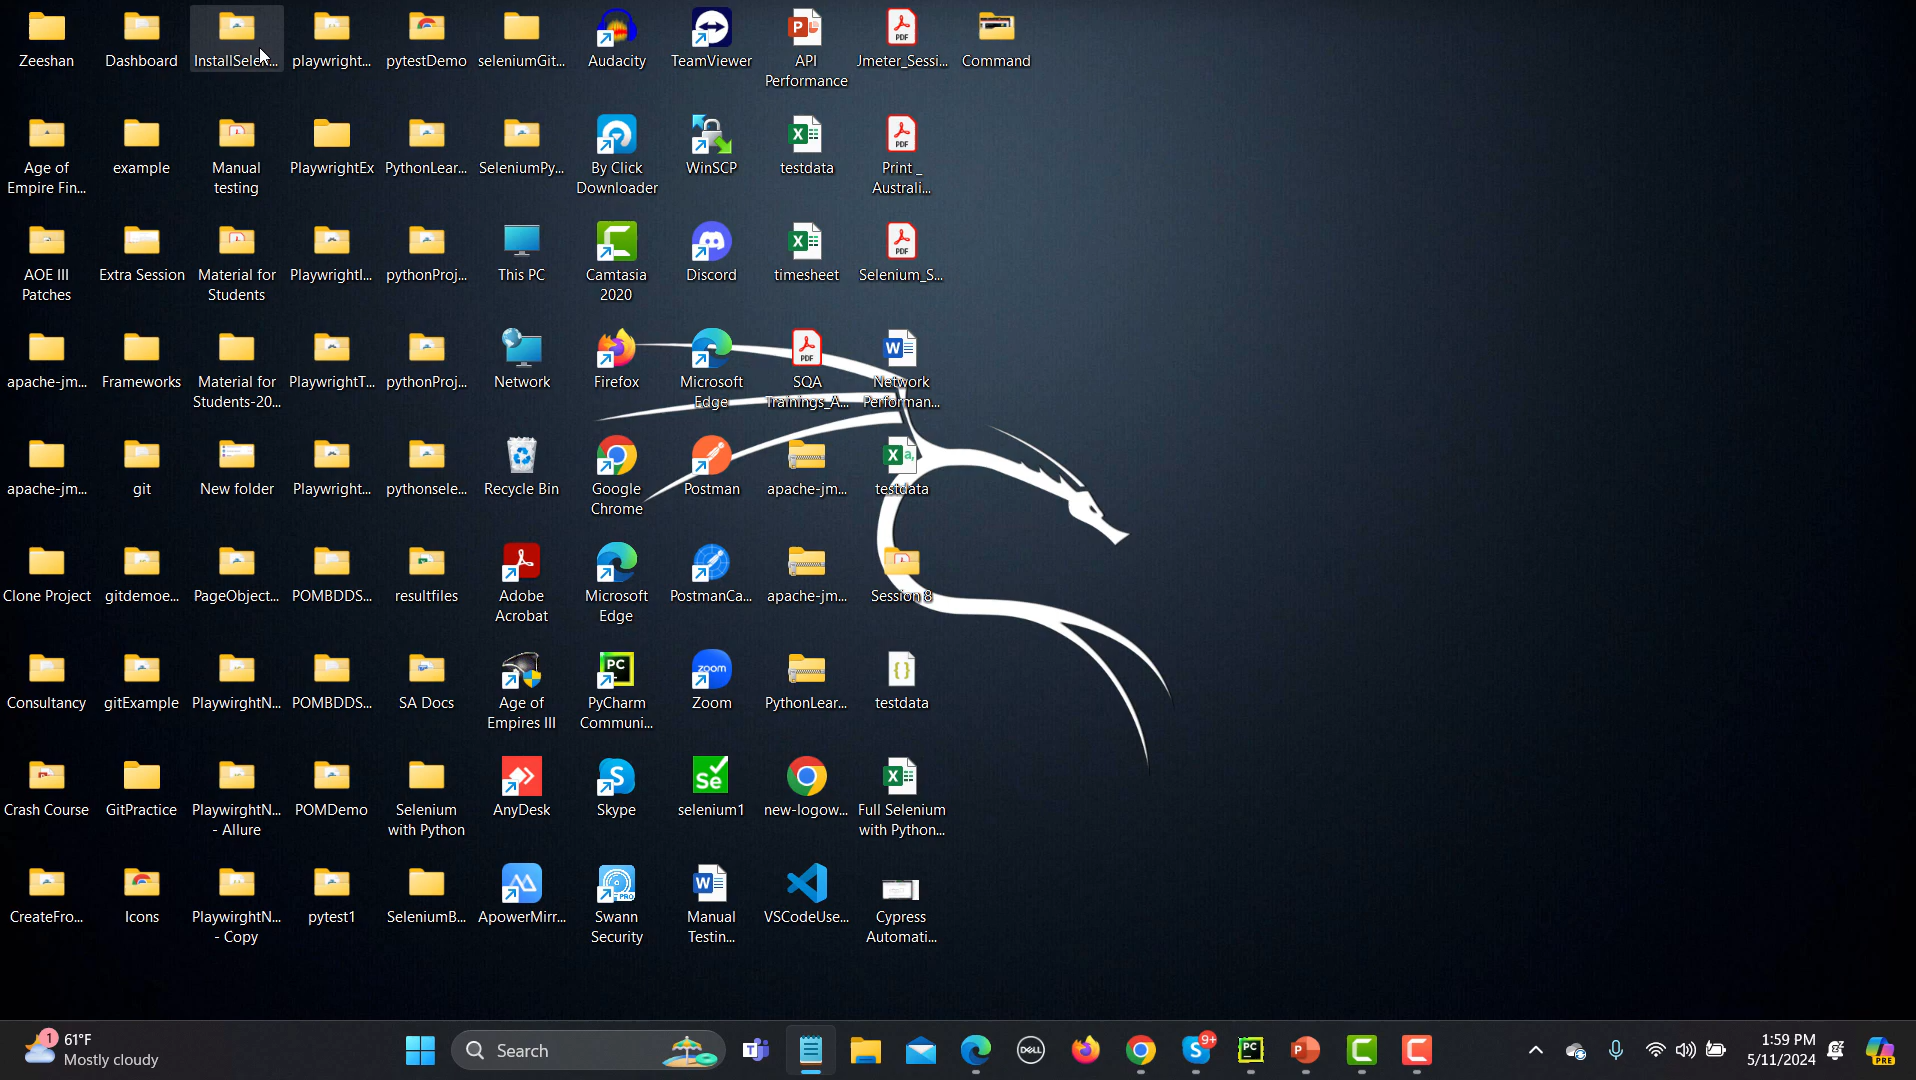 Zeeshan
Dashboard
InstallSelen...
playwright...
pytestDemo
seleniumGit...
Audacity
TeamViewer
API
Performance
Jmeter_Sessi...
Command
Age of
Empire Fin...
example
Manual
testing
PlaywrightEx
PythonLear...
SeleniumPy...
By Click
Downloader
WinSCP
testdata
Print _
Australi...
AOE III
Patches
Extra Session
Material for
Students
PlaywrightI...
pythonProj...
This PC
Camtasia
2020
Discord
timesheet
Selenium_S...
apache-jm...
Frameworks
Material for
Students-20...
PlaywrightT...
pythonProj...
Network
Firefox
Microsoft
Edge
SQA
Trainings_A...
Network
Performan...
apache-jm...
git
New folder
Playwright...
pythonsele...
Recycle Bin
Google
Chrome
Postman
apache-jm...
testdata
Clone Project
gitdemoe...
PageObject...
POMBDDS...
resultfiles
Adobe
Acrobat
Microsoft
Edge
PostmanCa...
apache-jm...
Session 8
Consultancy
gitExample
PlaywirghtN...
POMBDDS...
SA Docs
Age of
Empires III
PyCharm
Communi...
Zoom
PythonLear...
testdata
Crash Course
GitPractice
PlaywirghtN...
- Allure
POMDemo
Selenium
with Python
AnyDesk
Skype
selenium1
new-logow...
Full Selenium
with Python...
CreateFro...
Icons
PlaywirghtN...
- Copy
pytest1
SeleniumB...
ApowerMirr...
Swann
Security
Manual
Testin...
VSCodeUse...
Cypress
Automati...
1
61°F
Mostly cloudy
Search
9+
1:59 PM
5/11/2024